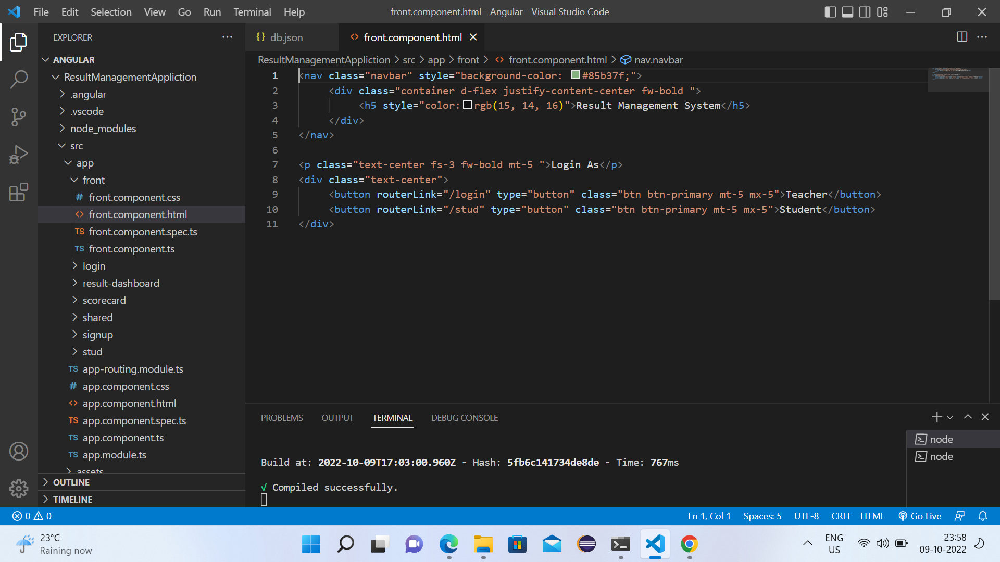 File Edit Selection View Go Run Terminal Help
front.component.html - Angular - Visual Studio Code
EXPLORER
ANGULAR
ResultManagementAppliction
.angular
.vscode
node_modules
src
app
front
# front.component.css
<> front.component.html
TS front.component.spec.ts
TS front.component.ts
login
result-dashboard
scorecard
shared
signup
stud
TS app-routing.module.ts
# app.component.css
<> app.component.html
TS app.component.spec.ts
TS app.component.ts
TS app.module.ts
assets
OUTLINE
TIMELINE
{} db.json
<> front.component.html
ResultManagementAppliction > src > app > front > <> front.component.html > nav.navbar
1 <nav class="navbar" style="background-color: #85b37f;">
2 <div class="container d-flex justify-content-center fw-bold ">
3 <h5 style="color:rgb(15, 14, 16)">Result Management System</h5>
4 </div>
5 </nav>
6
7 <p class="text-center fs-3 fw-bold mt-5 ">Login As</p>
8 <div class="text-center">
9 <button routerLink="/login" type="button" class="btn btn-primary mt-5 mx-5">Teacher</button>
10 <button routerLink="/stud" type="button" class="btn btn-primary mt-5 mx-5">Student</button>
11 </div>
PROBLEMS OUTPUT TERMINAL DEBUG CONSOLE
Build at: 2022-10-09T17:03:00.960Z - Hash: 5fb6c141734de8de - Time: 767ms
√ Compiled successfully.
node
node
0 0
Ln 1, Col 1 Spaces: 5 UTF-8 CRLF HTML Go Live
23°C
Raining now
ENG
US
23:58
09-10-2022